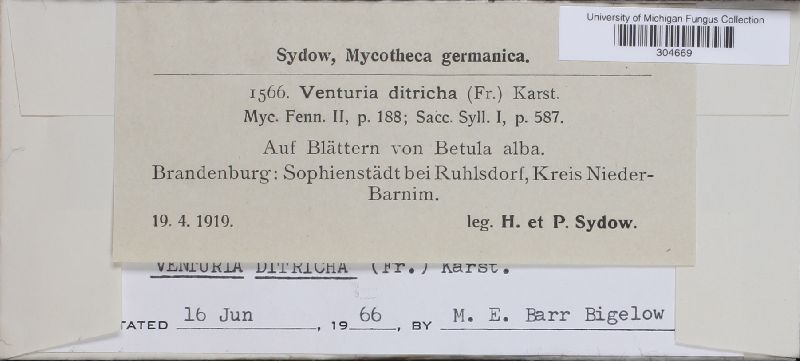 University of Michigan Fungus Collection
304669
Sydow, Mycotheca germanica.
1566. Venturia ditricha (Fr.) Karst.
Myc. Fenn. II, p. 188; Sacc. Syll. I, p. 587.
Auf Blättern von Betula alba.
Brandenburg: Sophienstädt bei Ruhlsdorf, Kreis Nieder-
Barnim.
19. 4. 1919. leg. H. et P. Sydow.
VENTURIA DITRICHA (Fr.) Karst.
TATED 16 Jun, 1966, BY M. E. Barr Bigelow